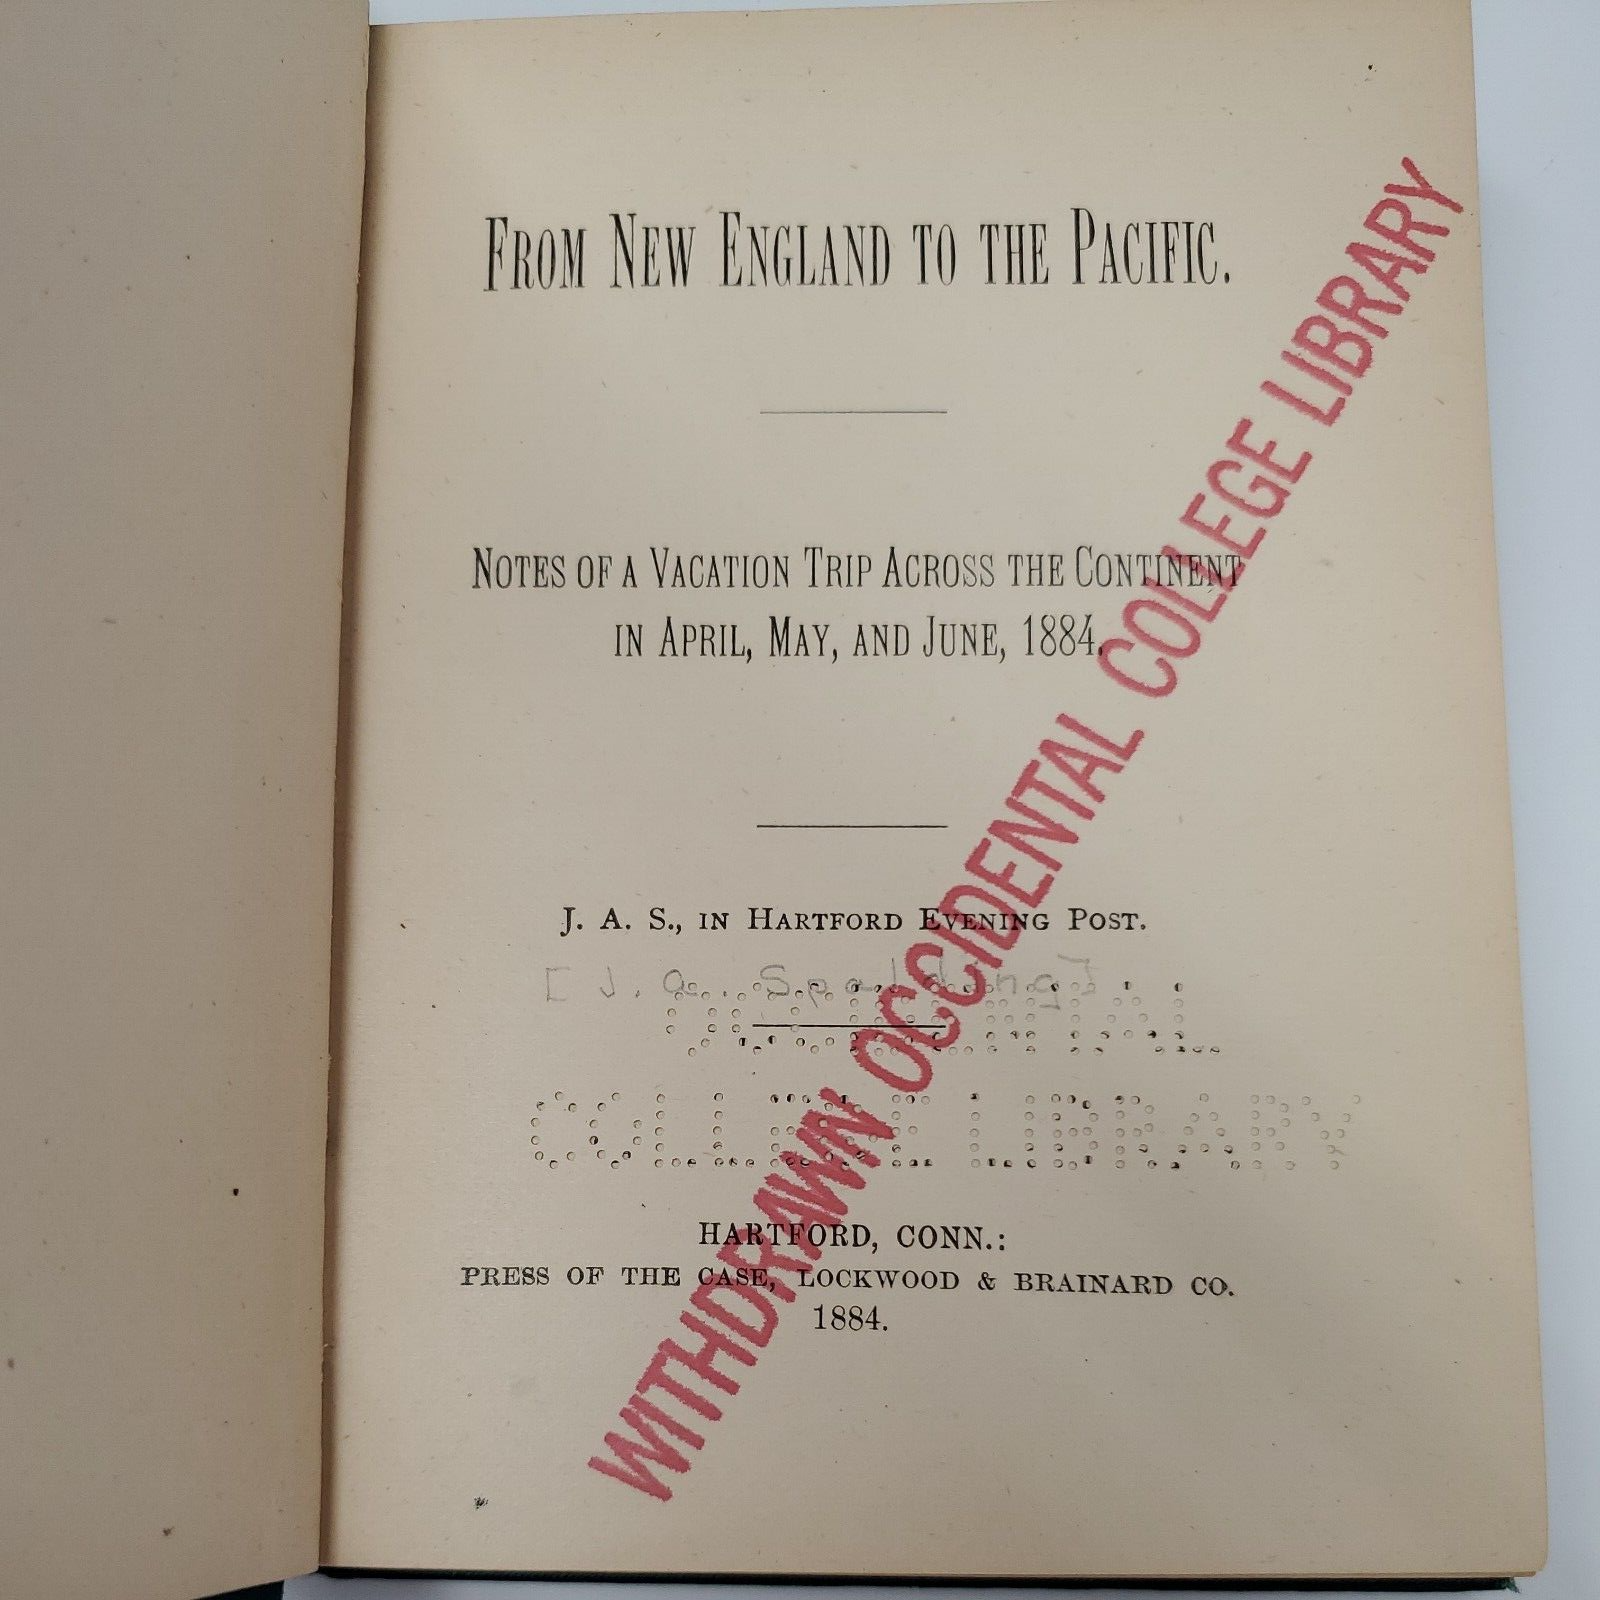 FROM NEW ENGLAND TO THE PACIFIC.
NOTES OF A VACATION TRIP ACROSS THE CONTINENT
IN APRIL, MAY, AND JUNE, 1884.
J. A. S., IN HARTFORD EVENING POST.
[J.A. Spalding]
OCCIDENTAL
COLLEGE LIBRARY
HARTFORD, CONN.:
PRESS OF THE CASE, LOCKWOOD & BRAINARD CO.
1884.
WITHDRAWN OCCIDENTAL COLLEGE LIBRARY